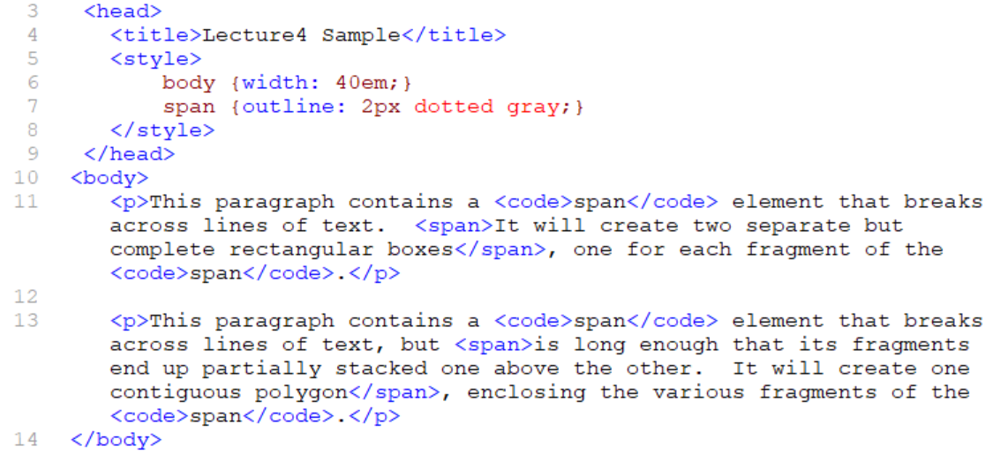 3 <head>
4 <title>Lecture4 Sample</title>
5 <style>
6 body {width: 40em;}
7 span {outline: 2px dotted gray;}
8 </style>
9 </head>
10 <body>
11 <p>This paragraph contains a <code>span</code> element that breaks
across lines of text.  <span>It will create two separate but
complete rectangular boxes</span>, one for each fragment of the
<code>span</code>.</p>
12
13 <p>This paragraph contains a <code>span</code> element that breaks
across lines of text, but <span>is long enough that its fragments
end up partially stacked one above the other.  It will create one
contiguous polygon</span>, enclosing the various fragments of the
<code>span</code>.</p>
14 </body>